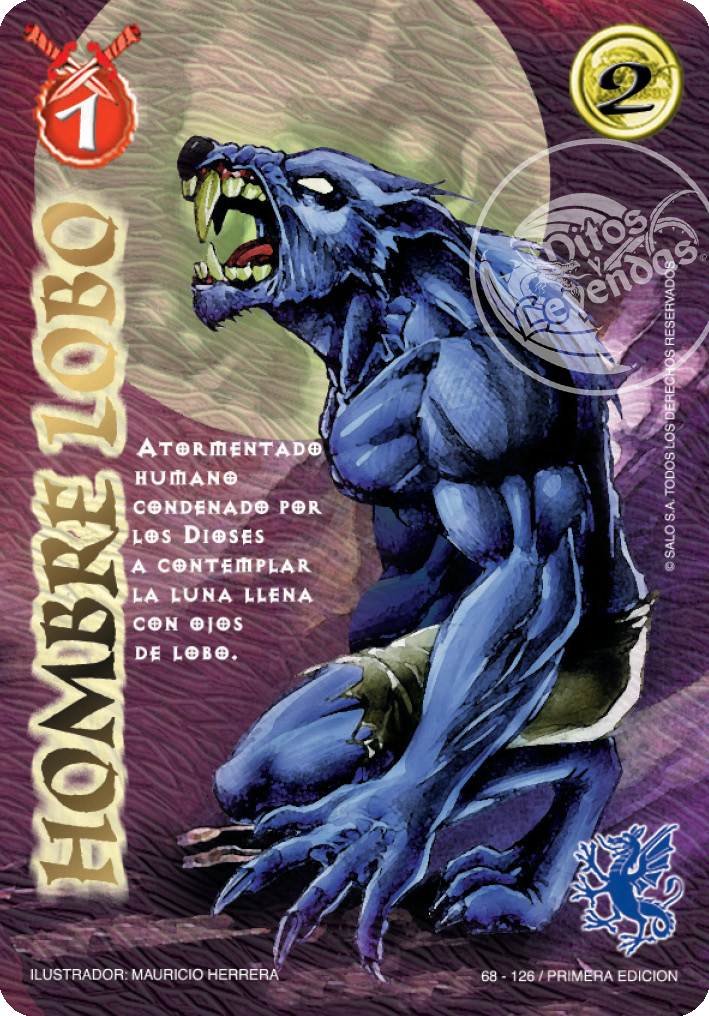 1
2
HOMBRE LOBO
Mitos
y
Leyendas
ATORMENTADO
HUMANO
CONDENADO POR
LOS DIOSES
A CONTEMPLAR
LA LUNA LLENA
CON OJOS
DE LOBO.
© SALO S.A. TODOS LOS DERECHOS RESERVADOS
ILUSTRADOR: MAURICIO HERRERA
68 - 126 / PRIMERA EDICION